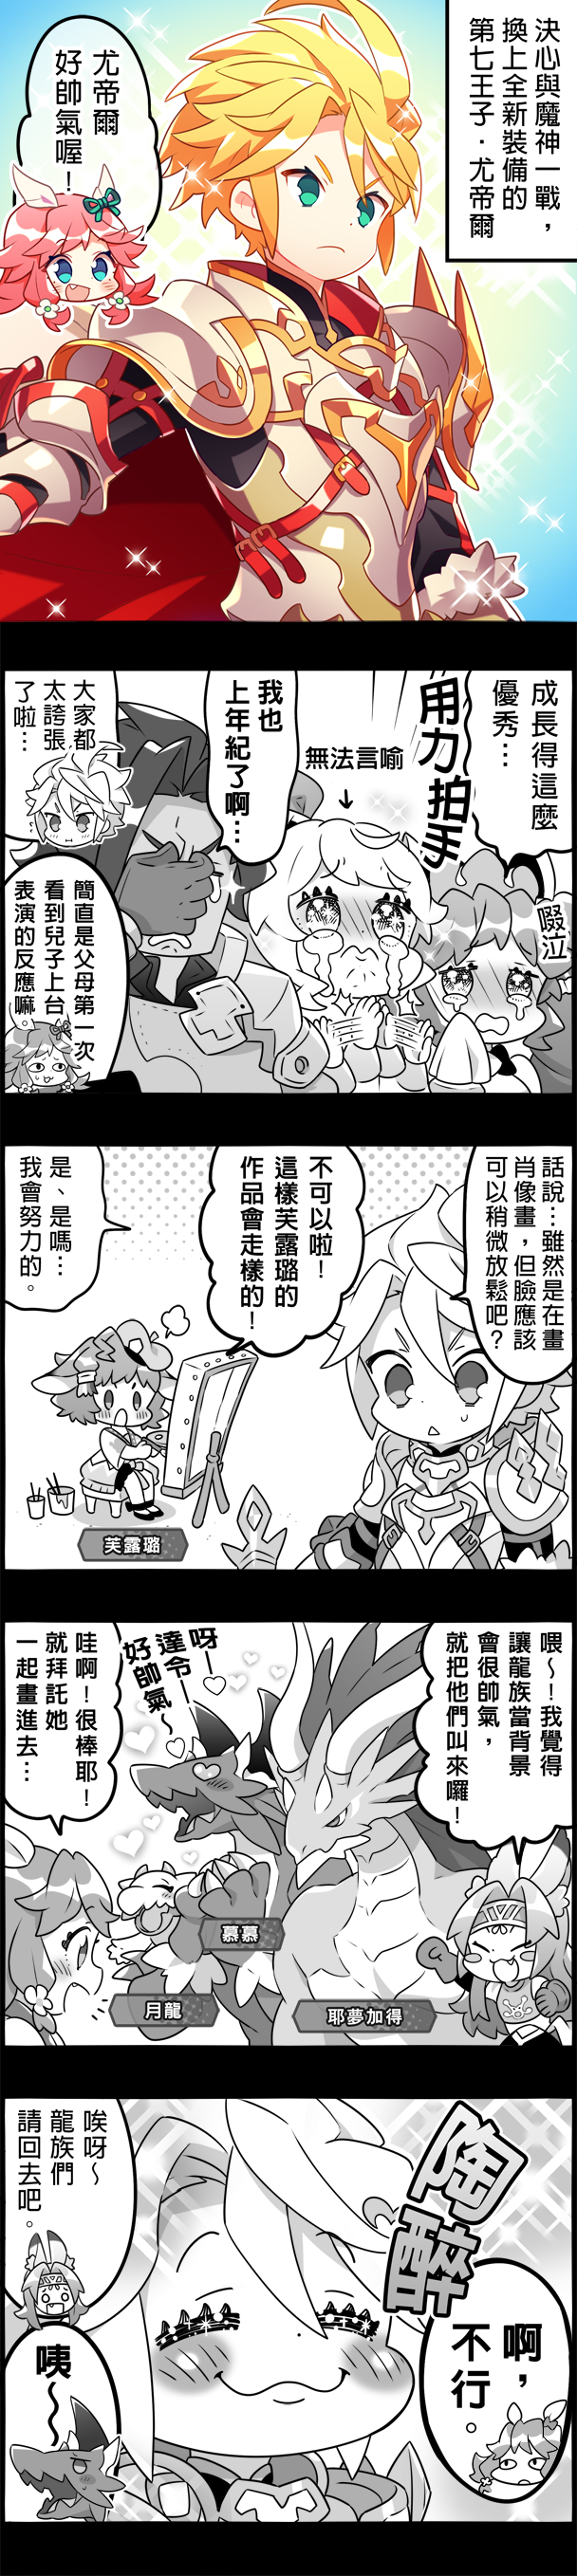 決心與魔神一戰，
換上全新裝備的
第七王子．尤帝爾
尤帝爾
好帥氣喔！
成長得這麼
優秀…
啜泣
用力拍手
無法言喻
我也
上年紀了啊…
大家都
太誇張
了啦…
簡直是父母第一次
看到兒子上台
表演的反應嘛。
話說…雖然是在畫
肖像畫，但臉應該
可以稍微放鬆吧？
不可以啦！
這樣芙露璐的
作品會走樣的！
是、是嗎…
我會努力的。
芙露璐
喂～！我覺得
讓龍族當背景
會很帥氣，
就把他們叫來囉！
呀—
達令—
好帥氣～
哇啊！很棒耶！
就拜託她
一起畫進去…
慕慕
月龍
耶夢加得
陶醉
啊，
不行。
唉呀～
龍族們
請回去吧。
咦～